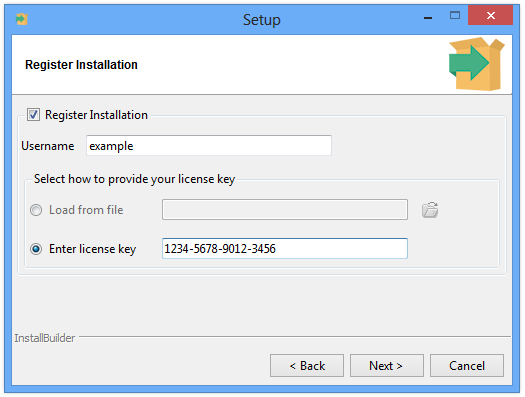 Setup
Register Installation
Register Installation
Username example
Select how to provide your license key
Load from file
Enter license key 1234-5678-9012-3456
InstallBuilder
< Back Next > Cancel